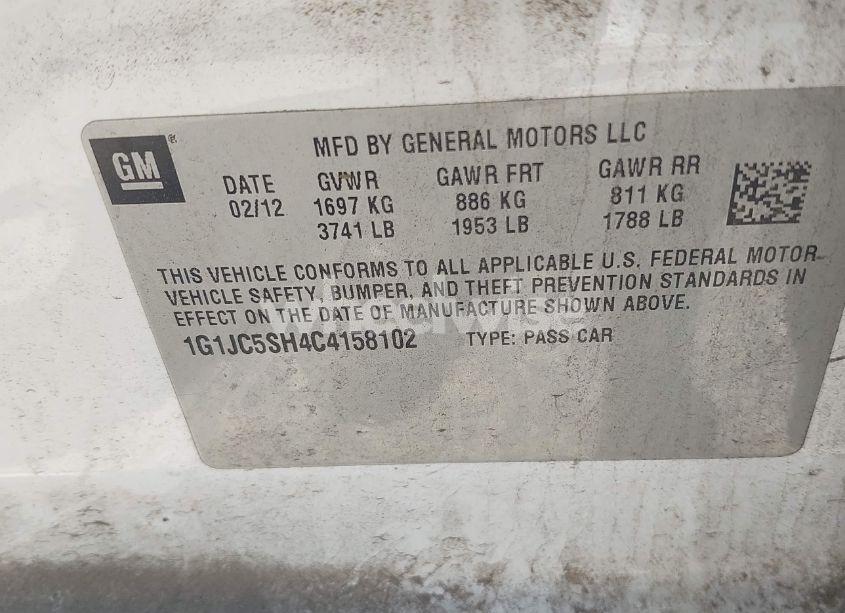 GM®
MFD BY GENERAL MOTORS LLC
DATE GVWR GAWR FRT GAWR RR
02/12 1697 KG 886 KG 811 KG
3741 LB 1953 LB 1788 LB
THIS VEHICLE CONFORMS TO ALL APPLICABLE U.S. FEDERAL MOTOR
VEHICLE SAFETY, BUMPER, AND THEFT PREVENTION STANDARDS IN
EFFECT ON THE DATE OF MANUFACTURE SHOWN ABOVE.
1G1JC5SH4C4158102 TYPE: PASS CAR